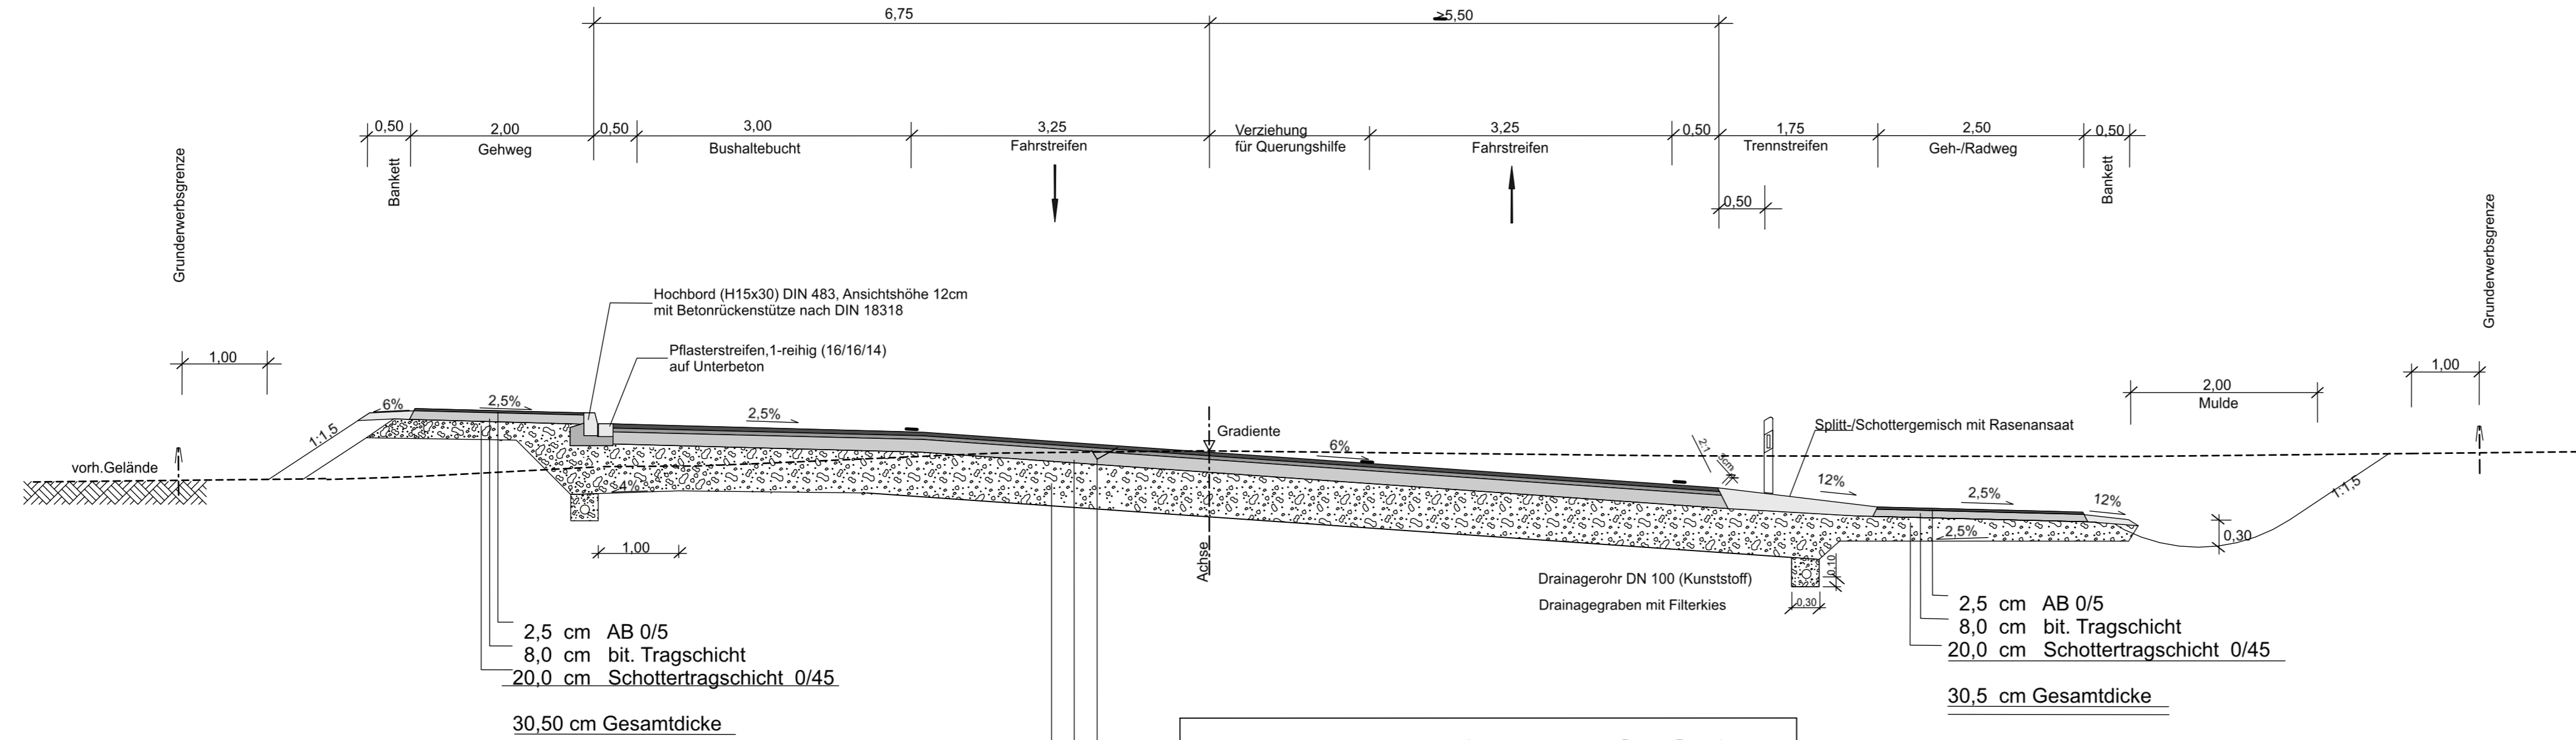 6,75
≥5,50
0,50
2,00
0,50
3,00
3,25
Verziehung
für Querungshilfe
3,25
0,50
1,75
2,50
0,50
Gehweg
Bushaltebucht
Fahrstreifen
Fahrstreifen
Trennstreifen
Geh-/Radweg
Bankett
Bankett
Grunderwerbsgrenze
Grunderwerbsgrenze
0,50
Hochbord (H15x30) DIN 483, Ansichtshöhe 12cm
mit Betonrückenstütze nach DIN 18318
Pflasterstreifen,1-reihig (16/16/14)
auf Unterbeton
1,00
1,00
2,00
Mulde
6%
2,5%
2,5%
Gradiente
6%
2:1
3cm
Splitt-/Schottergemisch mit Rasenansaat
1:1,5
vorh.Gelände
4%
12%
2,5%
12%
1:1,5
2,5%
0,30
1,00
Achse
Drainagerohr DN 100 (Kunststoff)
Drainagegraben mit Filterkies
0,10
0,30
2,5 cm AB 0/5
8,0 cm bit. Tragschicht
20,0 cm Schottertragschicht 0/45
30,50 cm Gesamtdicke
2,5 cm AB 0/5
8,0 cm bit. Tragschicht
20,0 cm Schottertragschicht 0/45
30,5 cm Gesamtdicke